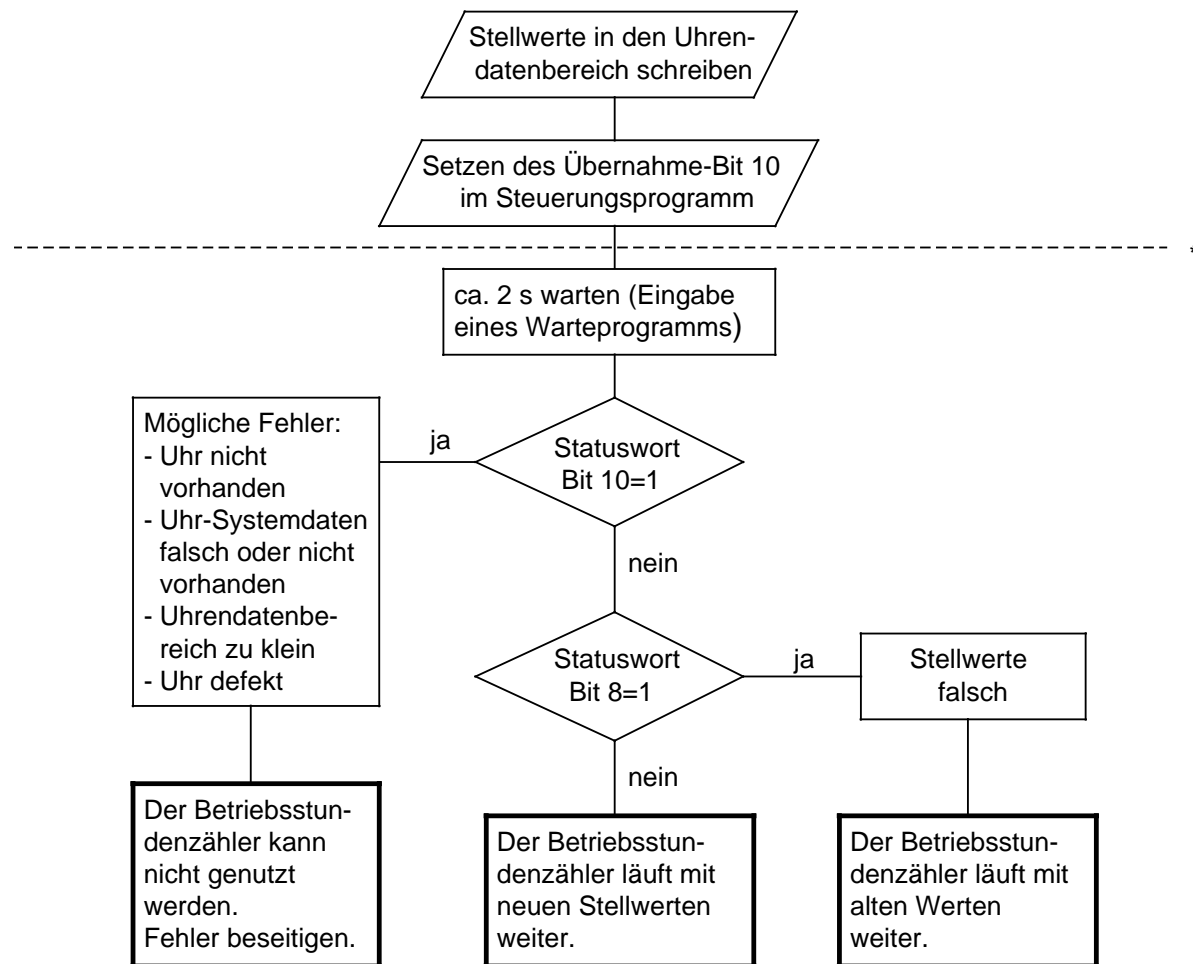 Stellwerte in den Uhren-
datenbereich schreiben
Setzen des Übernahme-Bit 10
im Steuerungsprogramm
*
ca. 2 s warten (Eingabe
eines Warteprogramms)
Mögliche Fehler:
- Uhr nicht
vorhanden
- Uhr-Systemdaten
falsch oder nicht
vorhanden
- Uhrendatenbe-
reich zu klein
- Uhr defekt
ja
Statuswort
Bit 10=1
nein
Statuswort
Bit 8=1
ja
Stellwerte
falsch
nein
Der Betriebsstun-
denzähler kann
nicht genutzt
werden.
Fehler beseitigen.
Der Betriebsstun-
denzähler läuft mit
neuen Stellwerten
weiter.
Der Betriebsstun-
denzähler läuft mit
alten Werten
weiter.